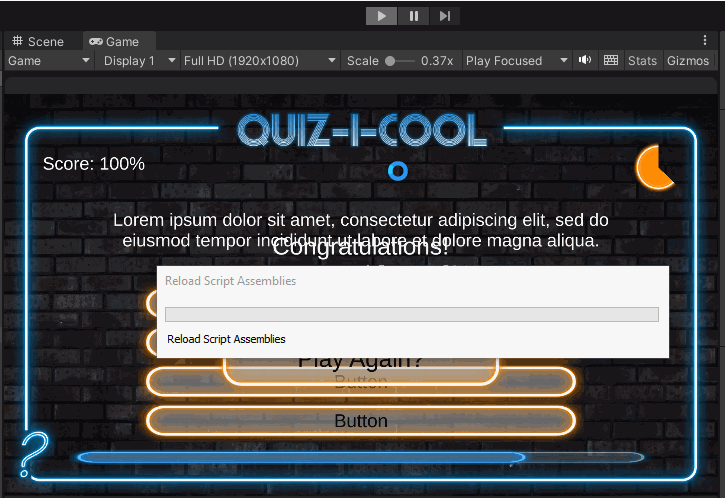 Scene
Game
Game
Display 1
Full HD (1920x1080)
Scale
0.37x
Play Focused
Stats
Gizmos
QUIZ-I-COOL
Score: 100%
Lorem ipsum dolor sit amet, consectetur adipiscing elit, sed do
eiusmod tempor incididunt ut labore et dolore magna aliqua.
Congratulations!
Reload Script Assemblies
Reload Script Assemblies
Play Again?
Button
Button
?